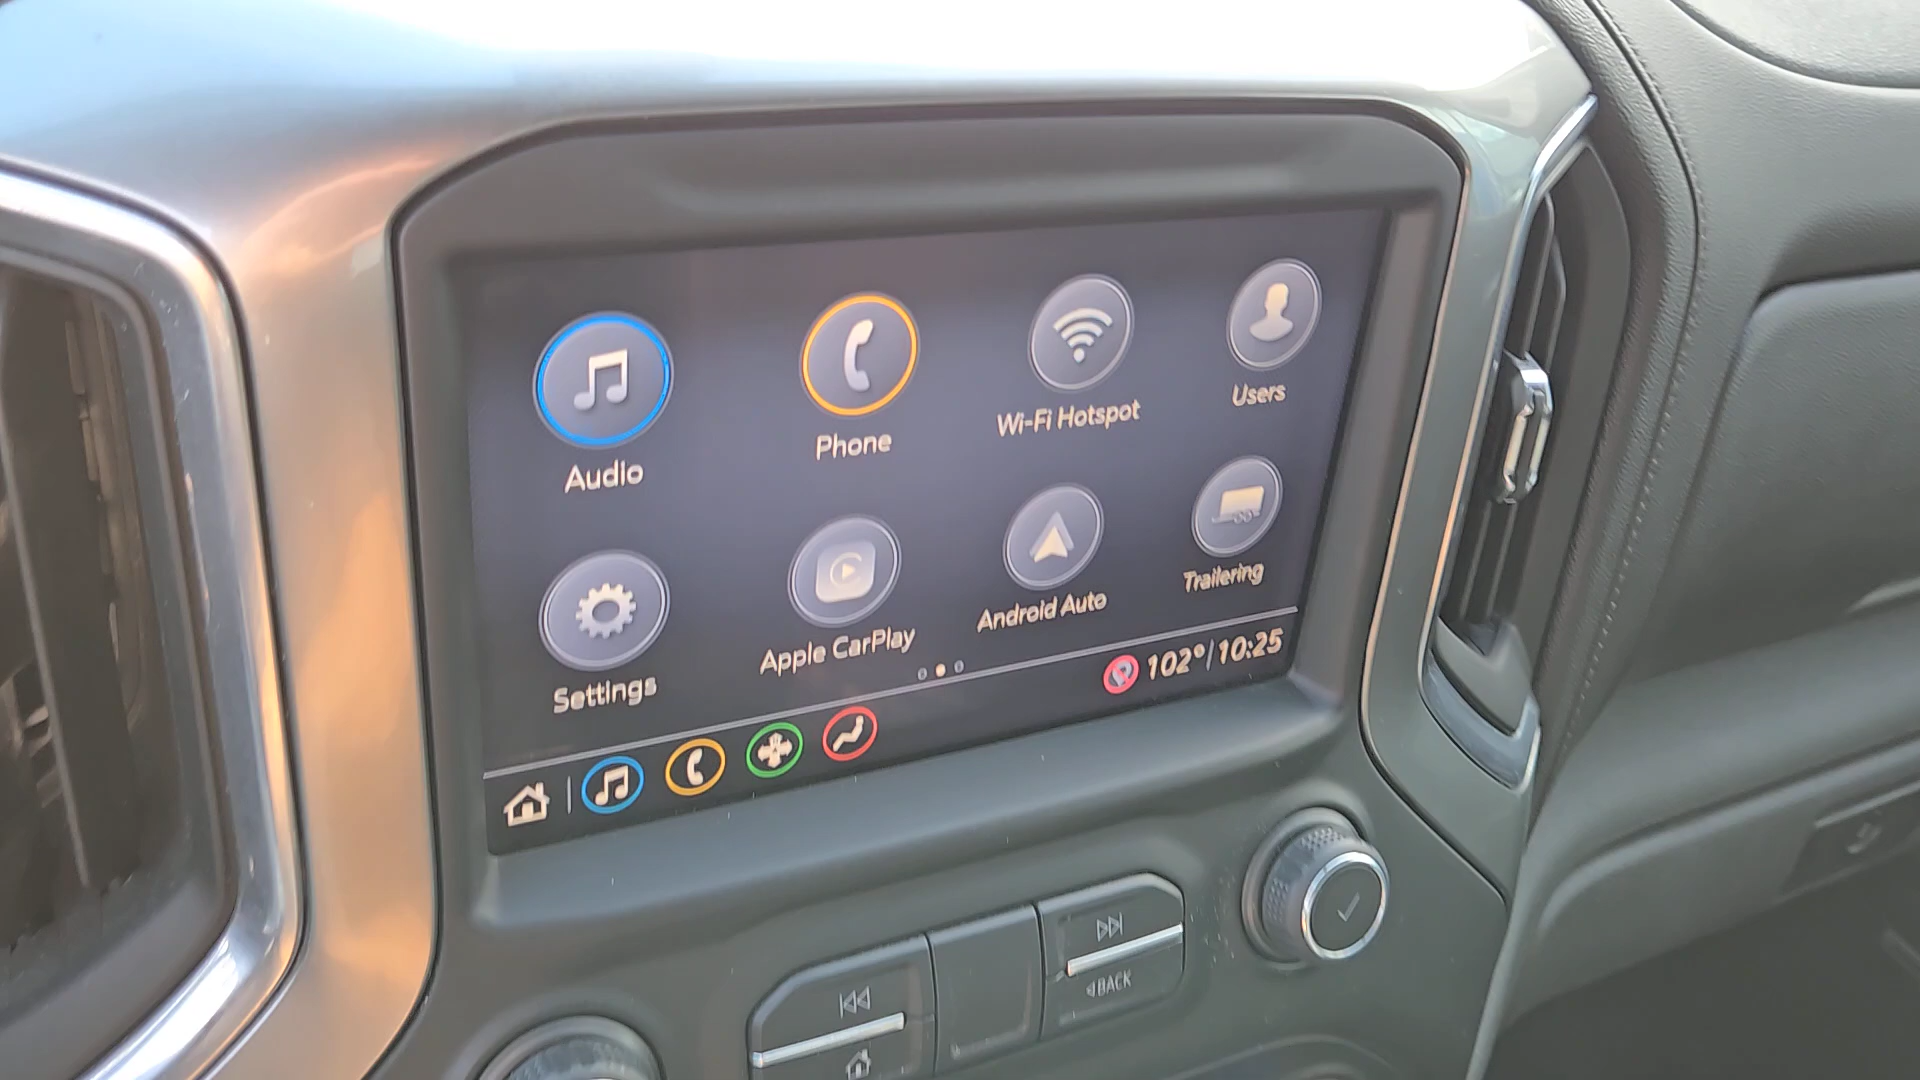 Audio
Phone
Wi-Fi Hotspot
Users
Settings
Apple CarPlay
Android Auto
Trailering
102°
10:25
BACK